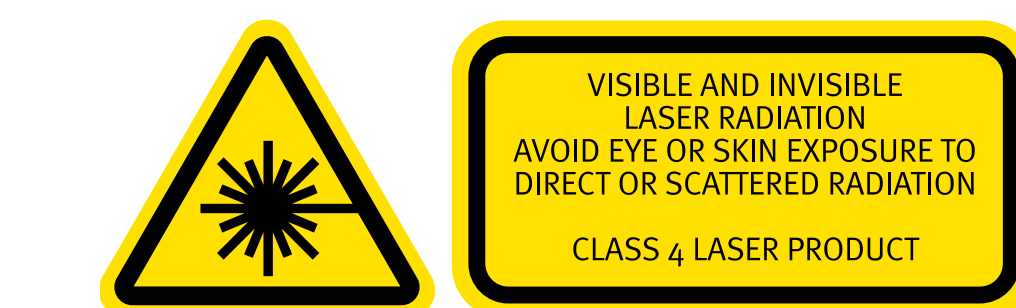 VISIBLE AND INVISIBLE
LASER RADIATION
AVOID EYE OR SKIN EXPOSURE TO
DIRECT OR SCATTERED RADIATION
CLASS 4 LASER PRODUCT